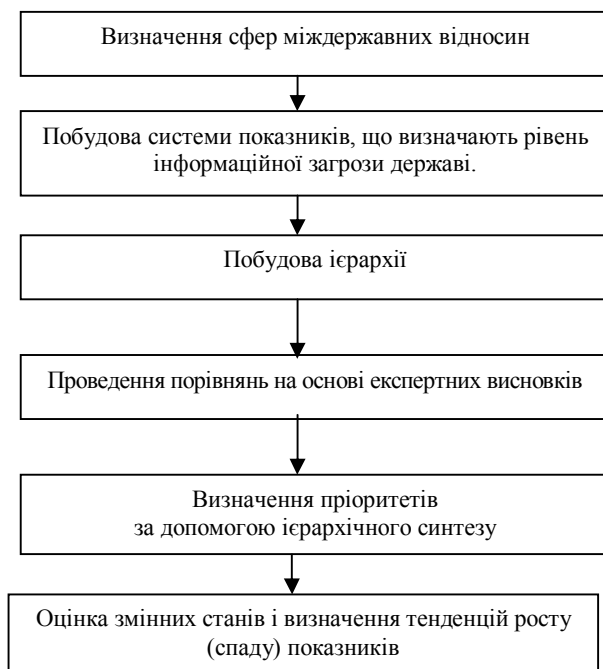 Визначення сфер міждержавних відносин
Побудова системи показників, що визначають рівень
інформаційної загрози державі.
Побудова ієрархії
Проведення порівнянь на основі експертних висновків
Визначення пріоритетів
за допомогою ієрархічного синтезу
Оцінка змінних станів і визначення тенденцій росту
(спаду) показників